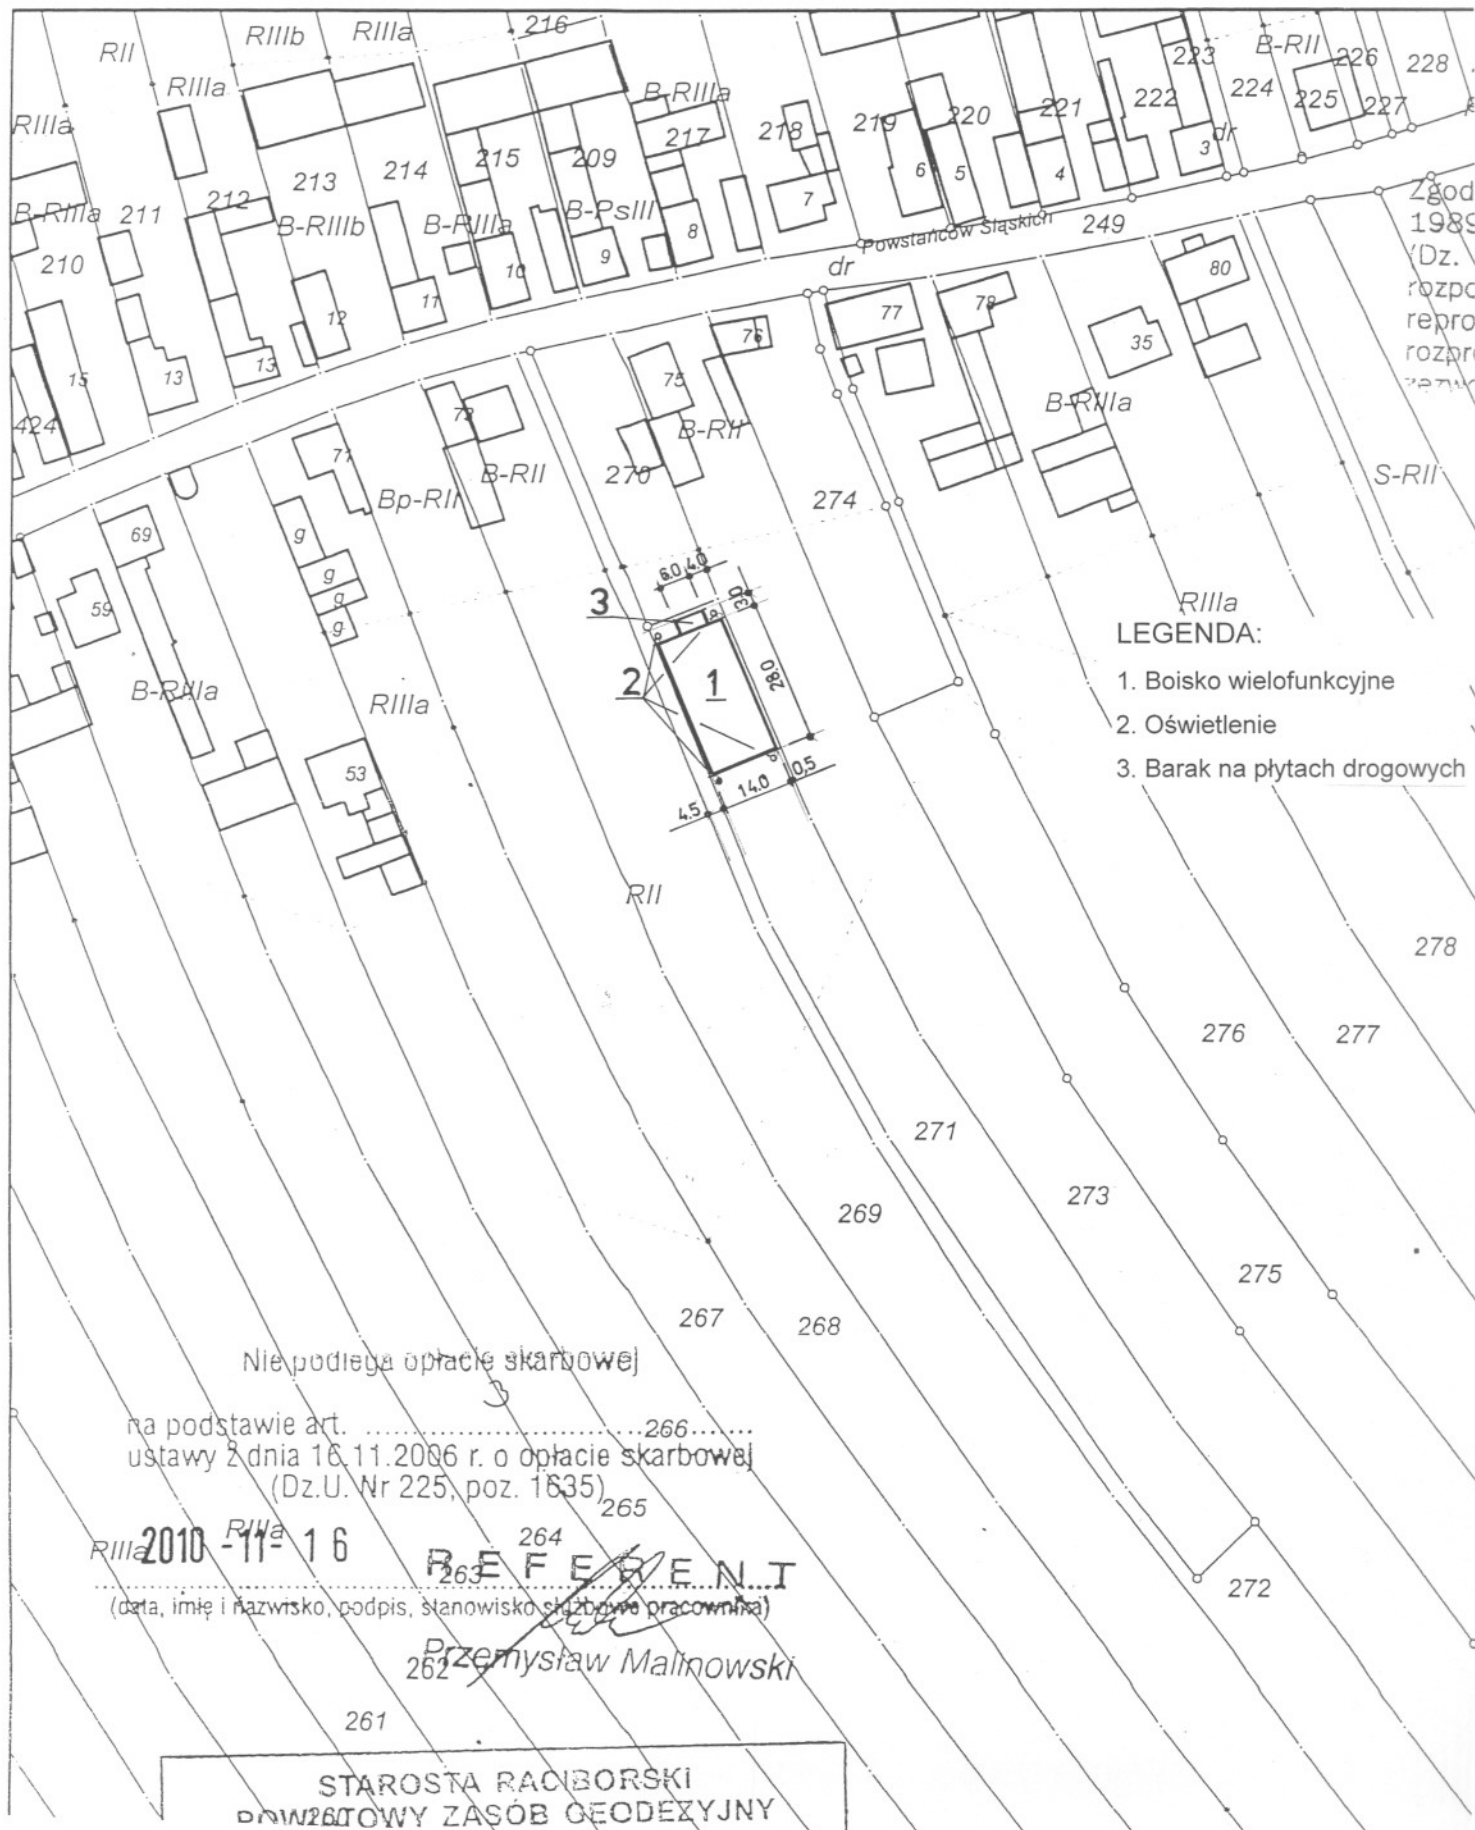 216
RIIIb
RIIIa
RII
B-RII
223
226
228
RIIIa
B-RIIIa
222
224
225
227
RIIIa
217
218
219
220
221
dr
215
209
3
213
214
6
5
4
B-RIIIa
211
212
B-RIIIb
B-RIIIa
B-PsIII
7
8
Powstańców Śląskich
249
Zgod
1989
/Dz.
rozpo
repro
rozpr
210
9
10
dr
80
11
12
77
78
76
35
15
13
13
75
B-RIIIa
424
73
B-RII
71
B-RII
270
S-RII
Bp-RII
274
69
g
g
g
g
6.0
4.0
3.0
59
3
RIIIa
LEGENDA:
1. Boisko wielofunkcyjne
2. Oświetlenie
3. Barak na płytach drogowych
B-RIIIa
RIIIa
2
1
28.0
53
4.5
14.0
0,5
RII
278
276
277
271
273
269
275
267
268
Nie podlega opłacie skarbowej
3
na podstawie art. .......................... 266 ......
ustawy z dnia 16.11.2006 r. o opłacie skarbowej
(Dz.U. Nr 225, poz. 1635)
265
RIIIa
RIIIa
2010 -11- 16
264
REFERENT
263
(data, imię i nazwisko, podpis, stanowisko służbowe pracownika)
272
Przemysław Malinowski
262
261
STAROSTA RACIBORSKI
POWIATOWY ZASÓB GEODEZYJNY
260